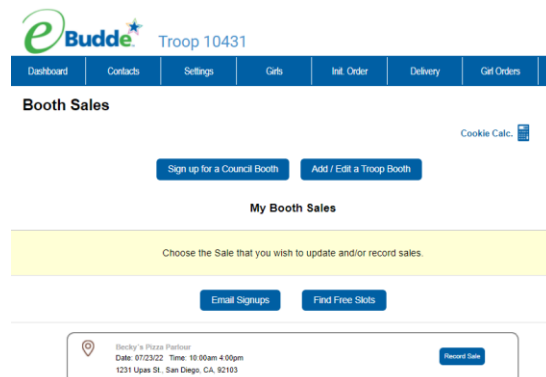 eBudde Troop 10431
Dashboard Contacts Settings Girls Init. Order Delivery Girl Orders
Booth Sales
Cookie Calc.
Sign up for a Council Booth Add / Edit a Troop Booth
My Booth Sales
Choose the Sale that you wish to update and/or record sales.
Email Signups Find Free Slots
Becky's Pizza Parlour
Date: 07/23/22 Time: 10:00am 4:00pm Record Sale
1231 Upas St., San Diego, CA, 92103